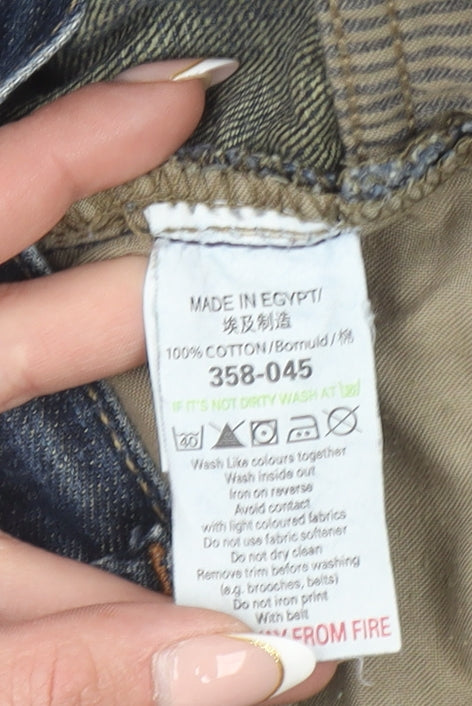 MADE IN EGYPT/
埃及制造
100% COTTON/Bomuld/棉
358-045
IF IT'S NOT DIRTY WASH AT 30
40
Wash Like colours together
Wash inside out
Iron on reverse
Avoid contact
with light coloured fabrics
Do not use fabric softener
Do not dry clean
Remove trim before washing
(e.g. brooches, belts)
Do not iron print
With belt
FROM FIRE